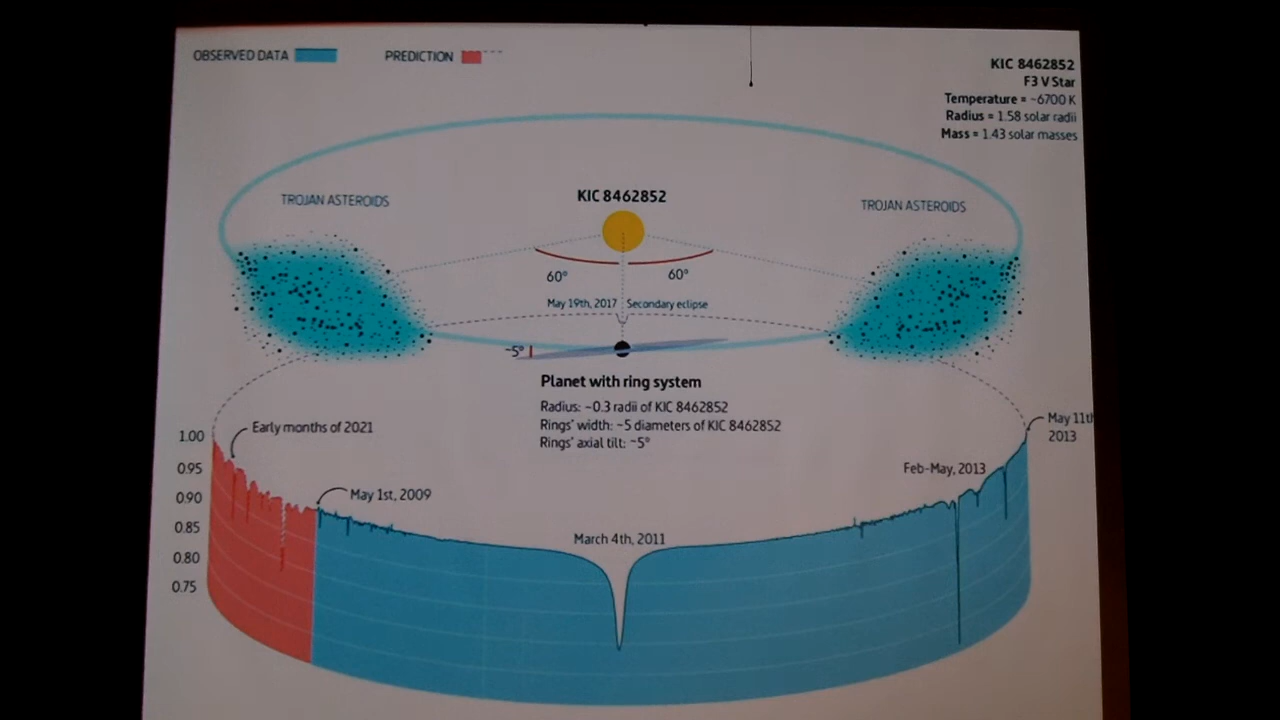 OBSERVED DATA
PREDICTION
KIC 8462852
F3 V Star
Temperature = ~6700 K
Radius = 1.58 solar radii
Mass = 1.43 solar masses
TROJAN ASTEROIDS
KIC 8462852
TROJAN ASTEROIDS
60°
60°
May 19th, 2017
Secondary eclipse
~5°
Planet with ring system
Radius: ~0.3 radii of KIC 8462852
Rings' width: ~5 diameters of KIC 8462852
Rings' axial tilt: ~5°
Early months of 2021
May 11th
2013
1.00
0.95
0.90
0.85
0.80
0.75
May 1st, 2009
Feb-May, 2013
March 4th, 2011